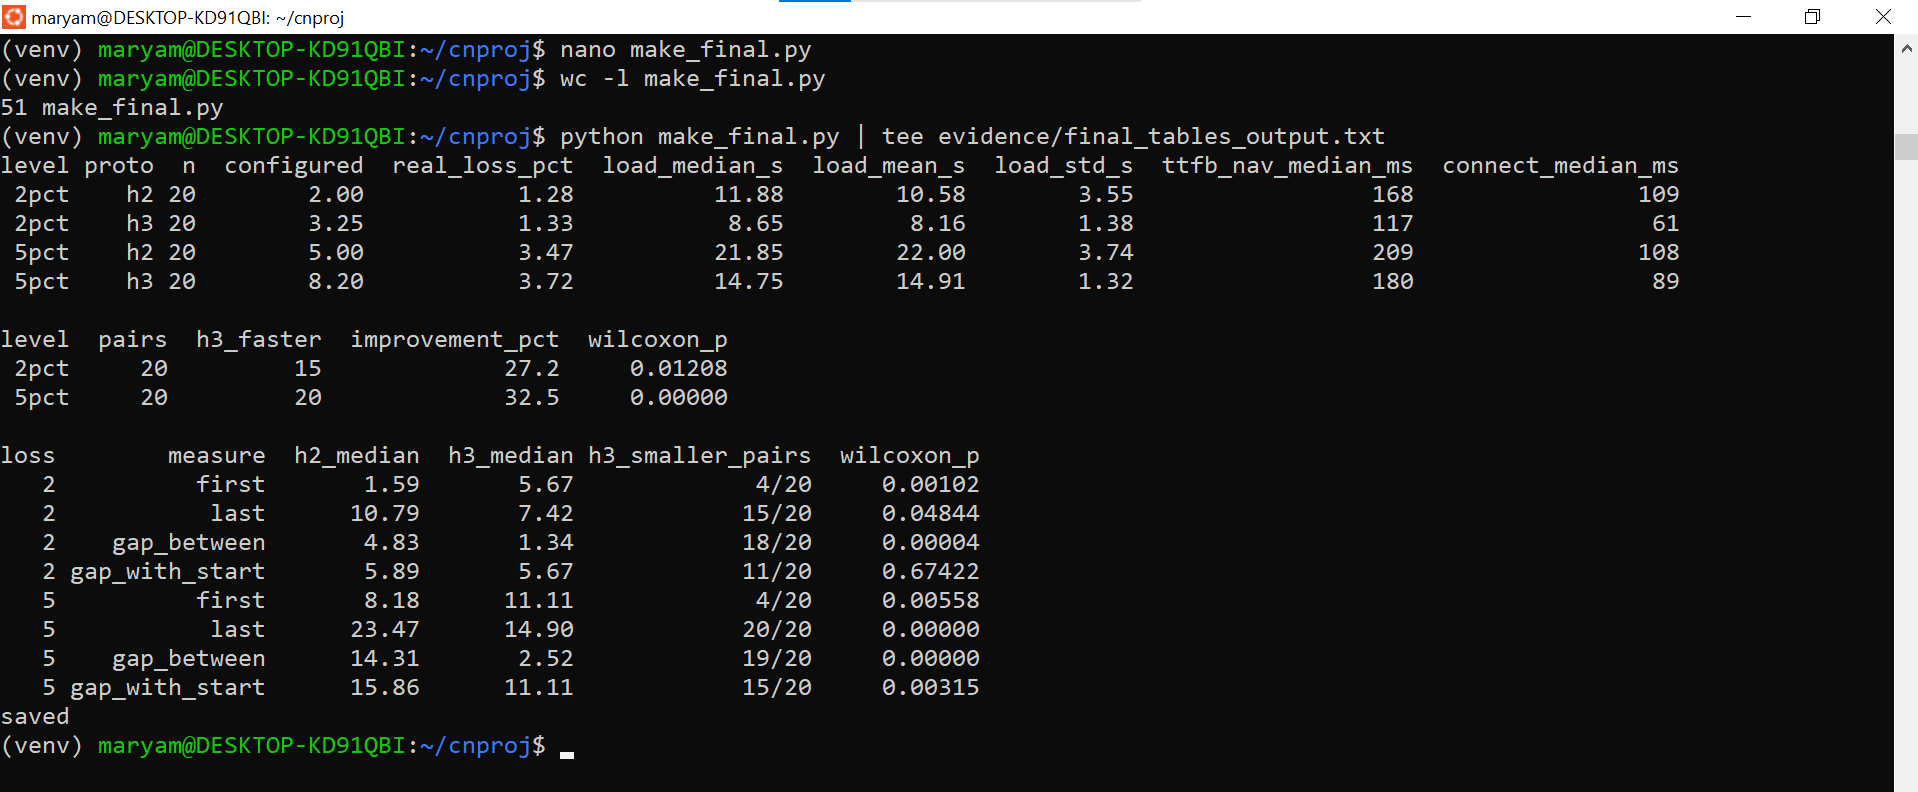 maryam@DESKTOP-KD91QBI: ~/cnproj
(venv) maryam@DESKTOP-KD91QBI:~/cnproj$ nano make_final.py
(venv) maryam@DESKTOP-KD91QBI:~/cnproj$ wc -l make_final.py
51 make_final.py
(venv) maryam@DESKTOP-KD91QBI:~/cnproj$ python make_final.py | tee evidence/final_tables_output.txt
level proto  n  configured  real_loss_pct  load_median_s  load_mean_s  load_std_s  ttfb_nav_median_ms  connect_median_ms
 2pct    h2 20        2.00           1.28          11.88        10.58        3.55                 168                109
 2pct    h3 20        3.25           1.33           8.65         8.16        1.38                 117                 61
 5pct    h2 20        5.00           3.47          21.85        22.00        3.74                 209                108
 5pct    h3 20        8.20           3.72          14.75        14.91        1.32                 180                 89
level  pairs  h3_faster  improvement_pct  wilcoxon_p
 2pct     20         15             27.2     0.01208
 5pct     20         20             32.5     0.00000
loss        measure  h2_median  h3_median h3_smaller_pairs  wilcoxon_p
   2          first       1.59       5.67             4/20     0.00102
   2           last      10.79       7.42            15/20     0.04844
   2    gap_between       4.83       1.34            18/20     0.00004
   2 gap_with_start       5.89       5.67            11/20     0.67422
   5          first       8.18      11.11             4/20     0.00558
   5           last      23.47      14.90            20/20     0.00000
   5    gap_between      14.31       2.52            19/20     0.00000
   5 gap_with_start      15.86      11.11            15/20     0.00315
saved
(venv) maryam@DESKTOP-KD91QBI:~/cnproj$